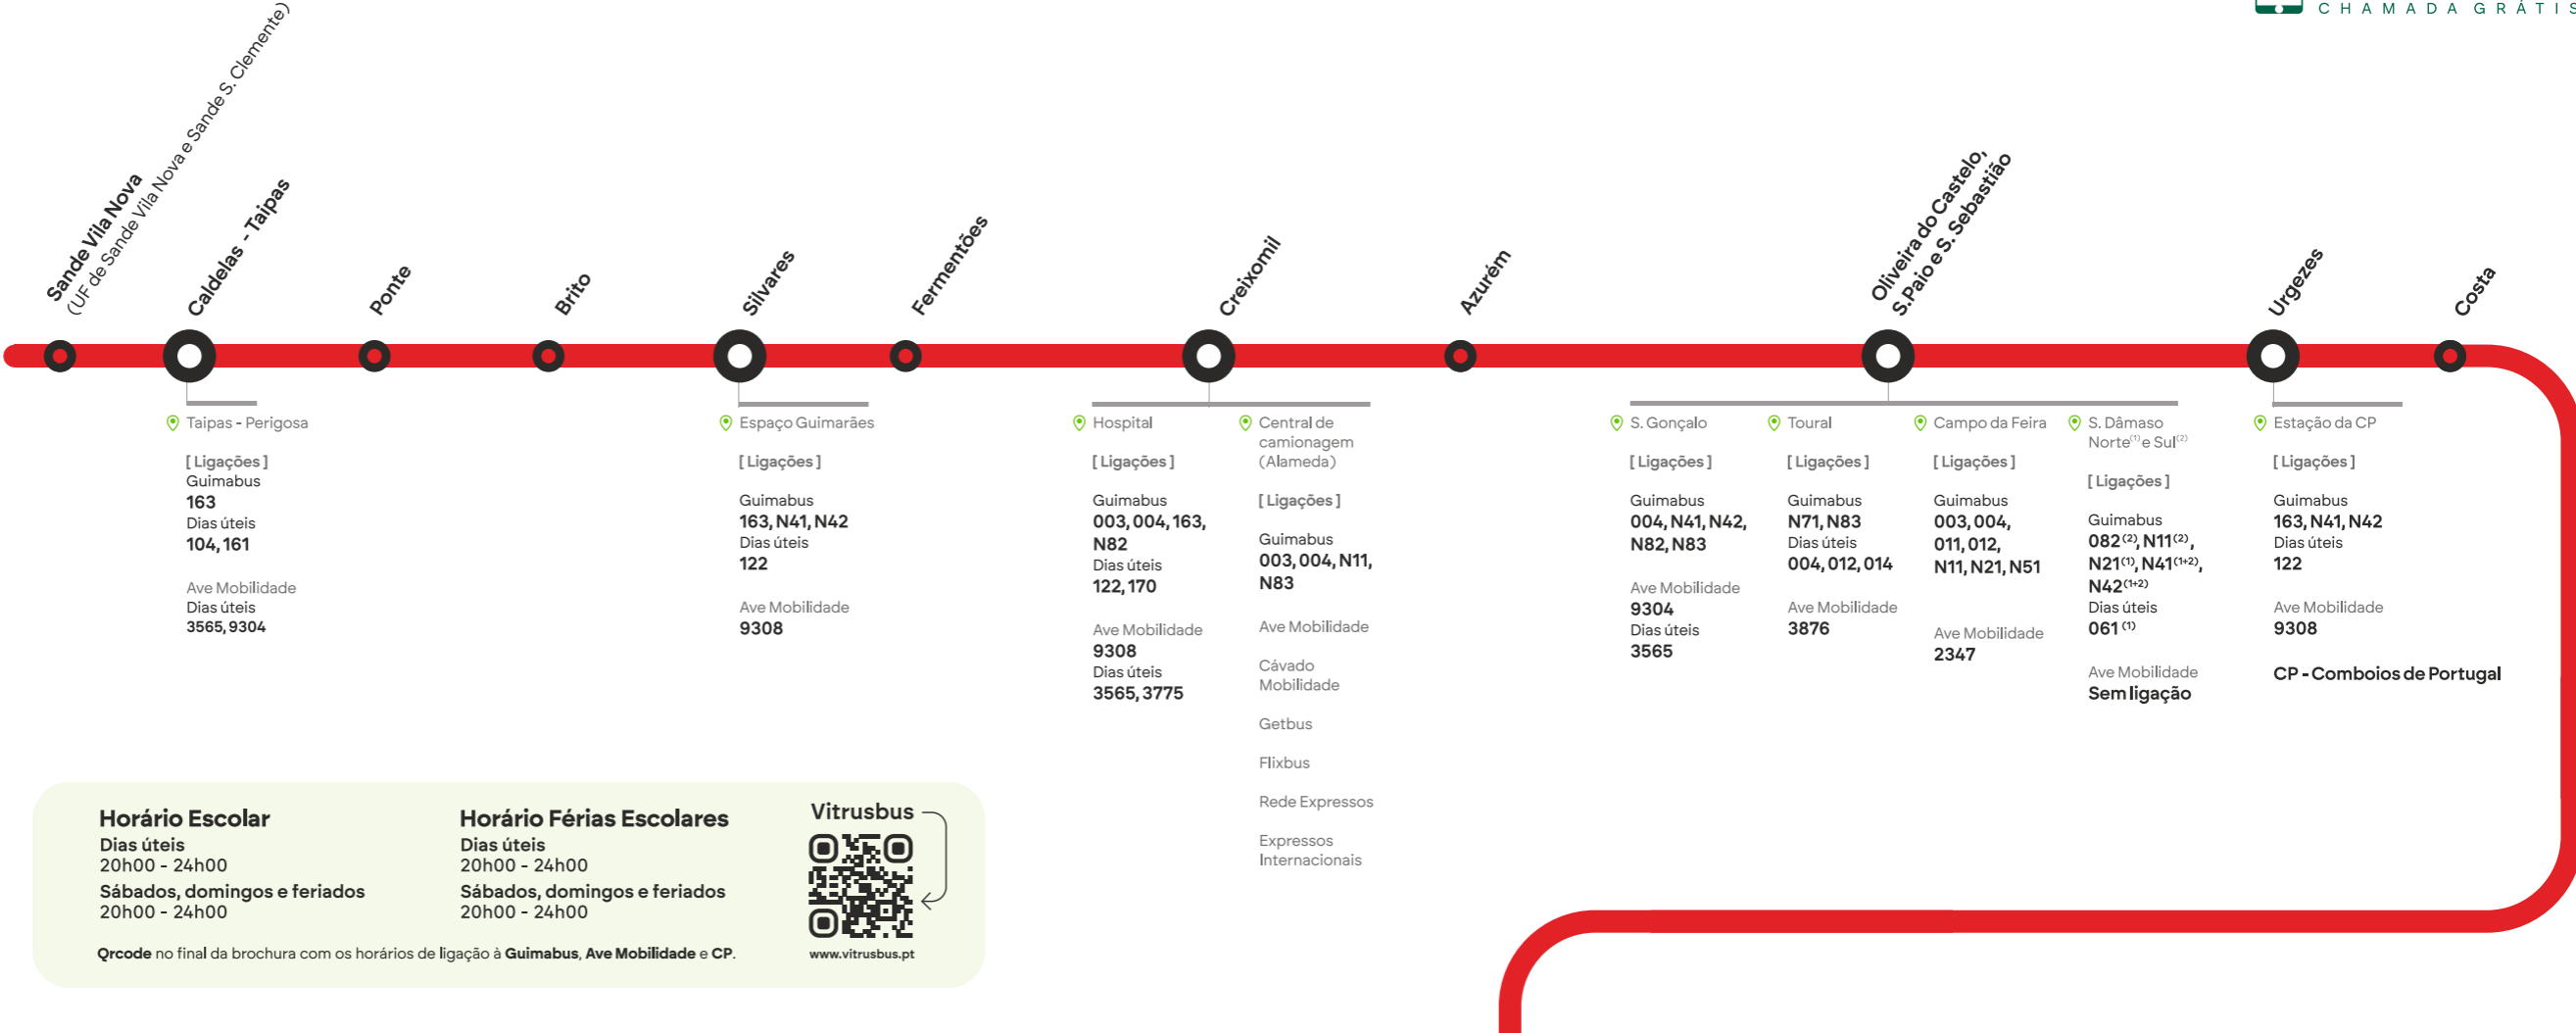 CHAMADA GRÁTIS
Sande Vila Nova
(UF de Sande Vila Nova e Sande S. Clemente)
Caldelas - Taipas
Ponte
Brito
Silvares
Fermentões
Creixomil
Azurém
Oliveira do Castelo,
S.Paio e S. Sebastião
Urgezes
Costa
Taipas - Perigosa
[ Ligações ]
Guimabus
163
Dias úteis
104, 161
Ave Mobilidade
Dias úteis
3565, 9304
Espaço Guimarães
[ Ligações ]
Guimabus
163, N41, N42
Dias úteis
122
Ave Mobilidade
9308
Hospital
[ Ligações ]
Guimabus
003, 004, 163,
N82
Dias úteis
122, 170
Ave Mobilidade
9308
Dias úteis
3565, 3775
Central de
camionagem
(Alameda)
[ Ligações ]
Guimabus
003, 004, N11,
N83
Ave Mobilidade
Cávado
Mobilidade
Getbus
Flixbus
Rede Expressos
Expressos
Internacionais
S. Gonçalo
[ Ligações ]
Guimabus
004, N41, N42,
N82, N83
Ave Mobilidade
9304
Dias úteis
3565
Toural
[ Ligações ]
Guimabus
N71, N83
Dias úteis
004, 012, 014
Ave Mobilidade
3876
Campo da Feira
[ Ligações ]
Guimabus
003, 004,
011, 012,
N11, N21, N51
Ave Mobilidade
2347
S. Dâmaso
Norte(1) e Sul(2)
[ Ligações ]
Guimabus
082(2), N11(2),
N21(1), N41(1+2),
N42(1+2)
Dias úteis
061 (1)
Ave Mobilidade
Sem ligação
Estação da CP
[ Ligações ]
Guimabus
163, N41, N42
Dias úteis
122
Ave Mobilidade
9308
CP - Comboios de Portugal
Horário Escolar
Dias úteis
20h00 - 24h00
Sábados, domingos e feriados
20h00 - 24h00
Horário Férias Escolares
Dias úteis
20h00 - 24h00
Sábados, domingos e feriados
20h00 - 24h00
Vitrusbus
www.vitrusbus.pt
Qrcode no final da brochura com os horários de ligação à Guimabus, Ave Mobilidade e CP.